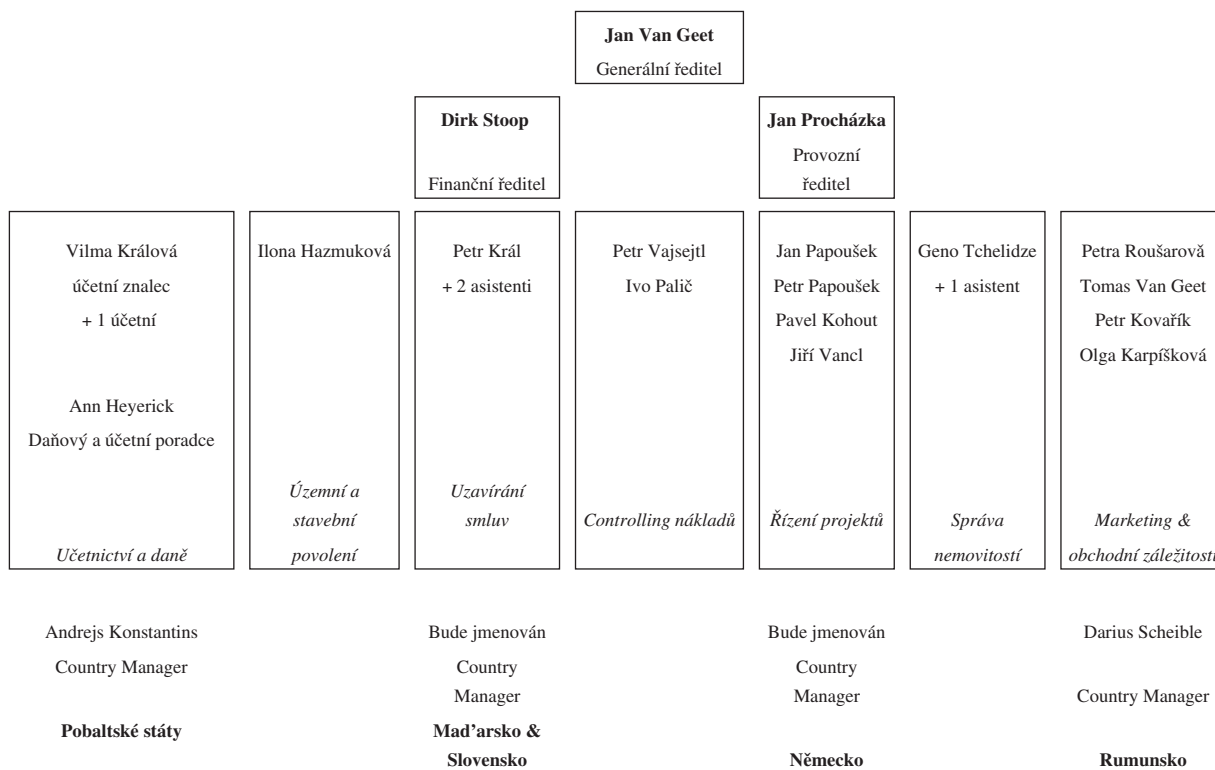 Jan Van Geet
Generální ředitel
Dirk Stoop
Finanční ředitel
Jan Procházka
Provozní
ředitel
Vilma Králová
účetní znalec
+ 1 účetní
Ann Heyerick
Daňový a účetní poradce
Učetnictví a daně
Ilona Hazmuková
Územní a
stavební
povolení
Petr Král
+ 2 asistenti
Uzavírání
smluv
Petr Vajsejtl
Ivo Palič
Controlling nákladů
Jan Papoušek
Petr Papoušek
Pavel Kohout
Jiří Vancl
Řízení projektů
Geno Tchelidze
+ 1 asistent
Správa
nemovitostí
Petra Roušarovǎ
Tomas Van Geet
Petr Kovařík
Olga Karpíšková
Marketing &
obchodní záležitosti
Andrejs Konstantins
Country Manager
Pobaltské státy
Bude jmenován
Country
Manager
Mad’arsko &
Slovensko
Bude jmenován
Country
Manager
Německo
Darius Scheible
Country Manager
Rumunsko